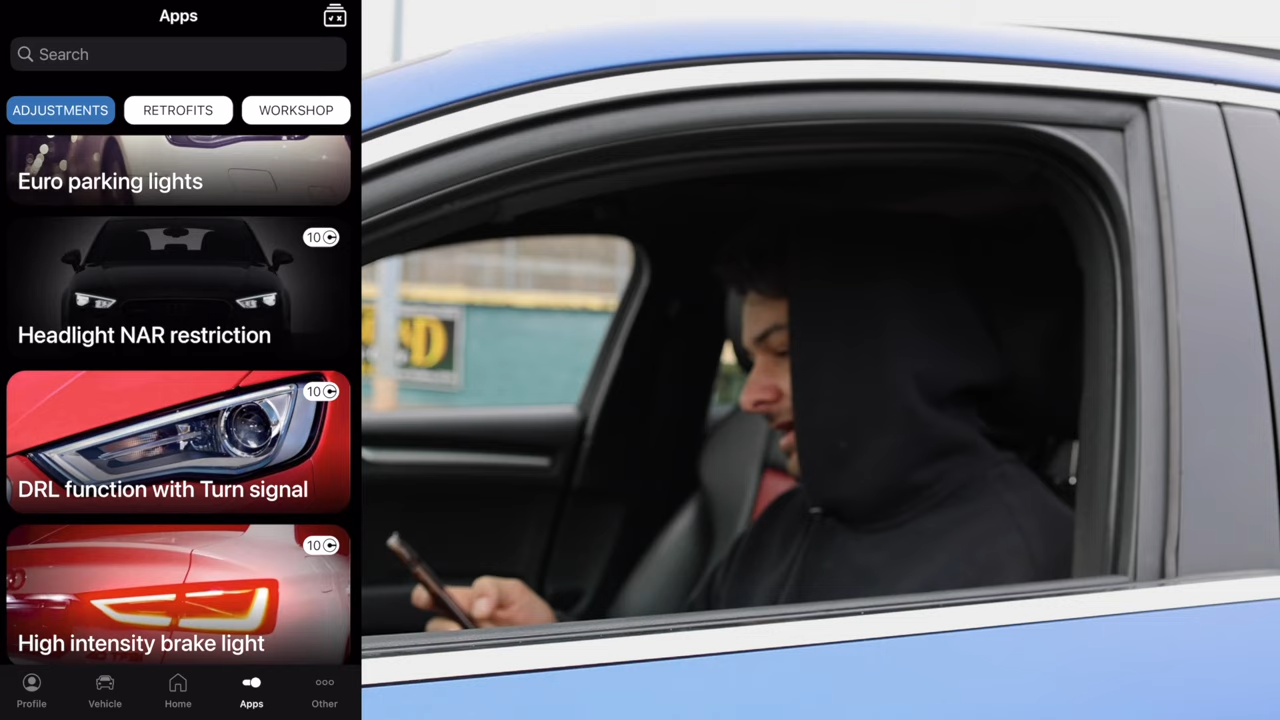 Apps
Search
ADJUSTMENTS
RETROFITS
WORKSHOP
Euro parking lights
10
Headlight NAR restriction
10
DRL function with Turn signal
10
High intensity brake light
Profile
Vehicle
Home
Apps
Other